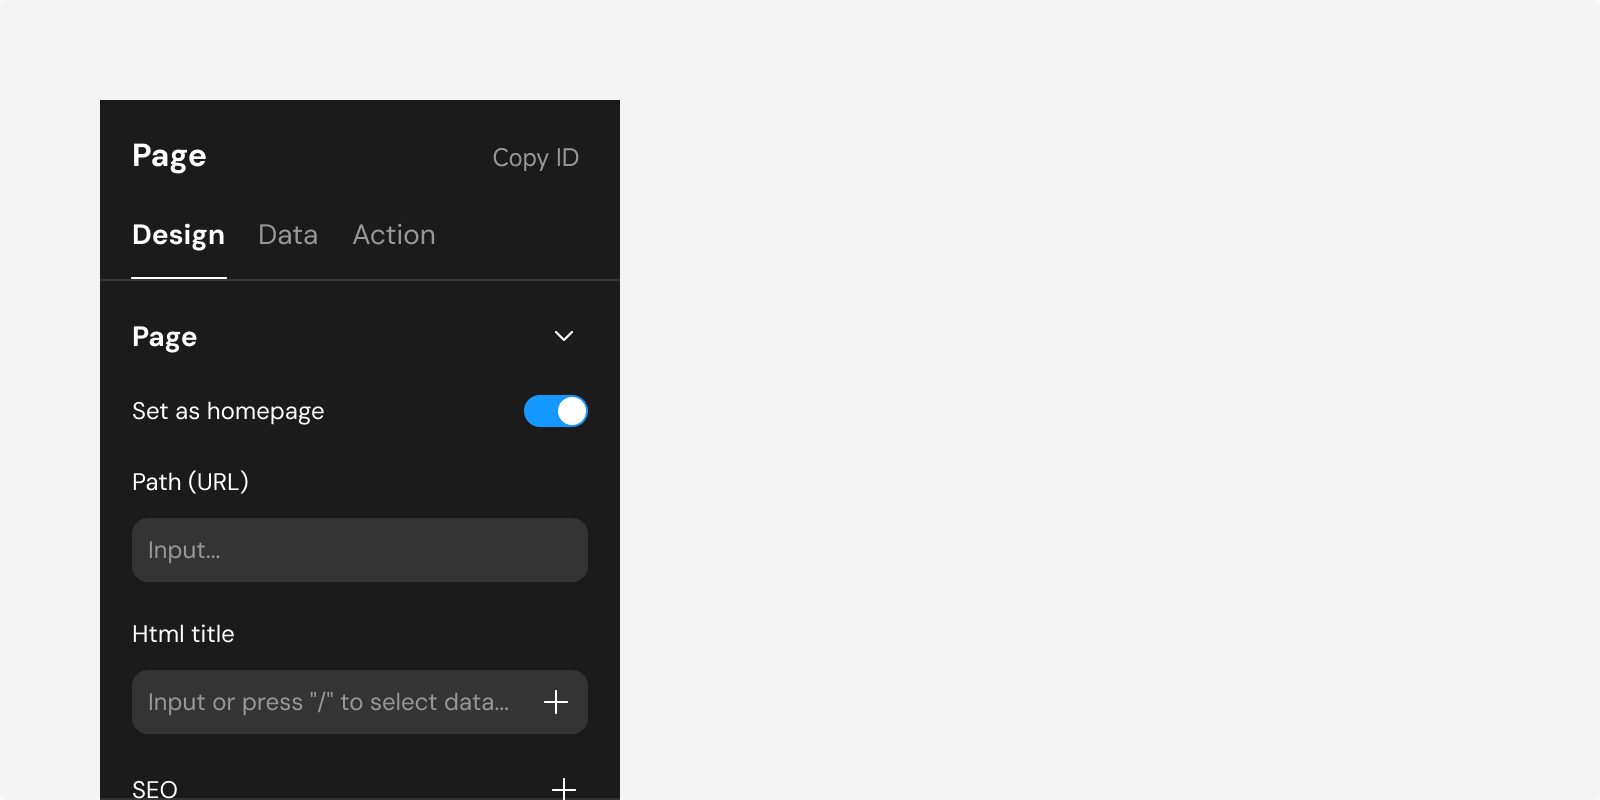 Page
Copy ID
Design Data Action
Page
Set as homepage
Path (URL)
Input...
Html title
Input or press "/" to select data...
SEO